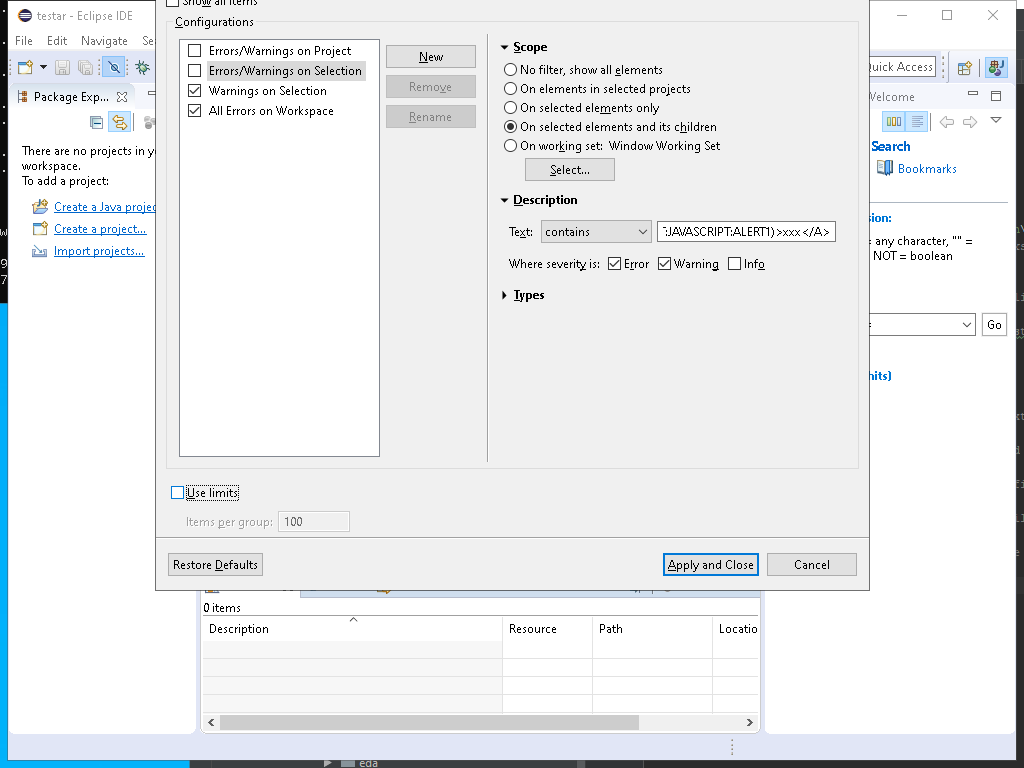 Show all items
testar - Eclipse IDE
Configurations
File Edit Navigate Se
Errors/Warnings on Project
Errors/Warnings on Selection
Warnings on Selection
All Errors on Workspace
New
Remove
Rename
Scope
No filter, show all elements
On elements in selected projects
On selected elements only
On selected elements and its children
On working set: Window Working Set
Select...
Description
Text: contains :JAVASCRIPT:ALERT1)>xxx</A>
Where severity is: Error Warning Info
Types
Quick Access
Package Exp...
Welcome
There are no projects in y
workspace.
To add a project:
Create a Java projec
Create a project...
Import projects...
Search
Bookmarks
sion:
= any character, "" =
NOT = boolean
Go
hits)
Use limits
Items per group: 100
Restore Defaults
Apply and Close
Cancel
0 items
Description Resource Path Locatio
eda